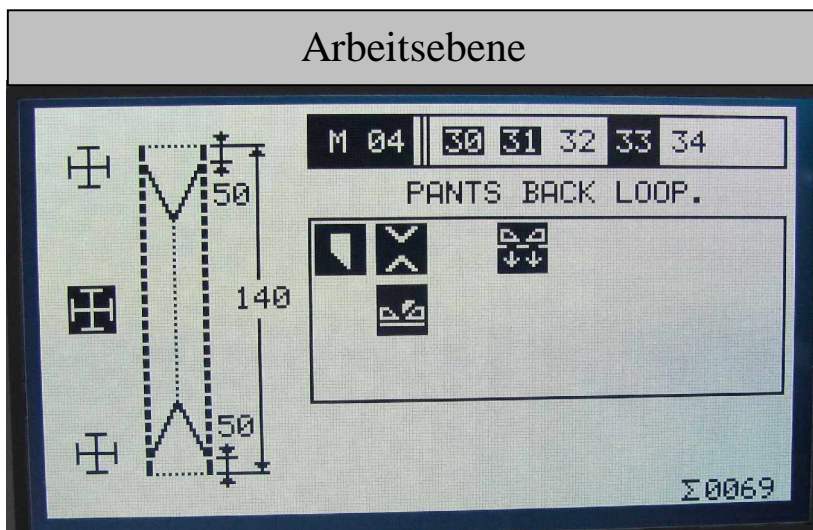 Arbeitsebene
M 04 30 31 32 33 34
PANTS BACK LOOP.
50
140
50
Σ0069